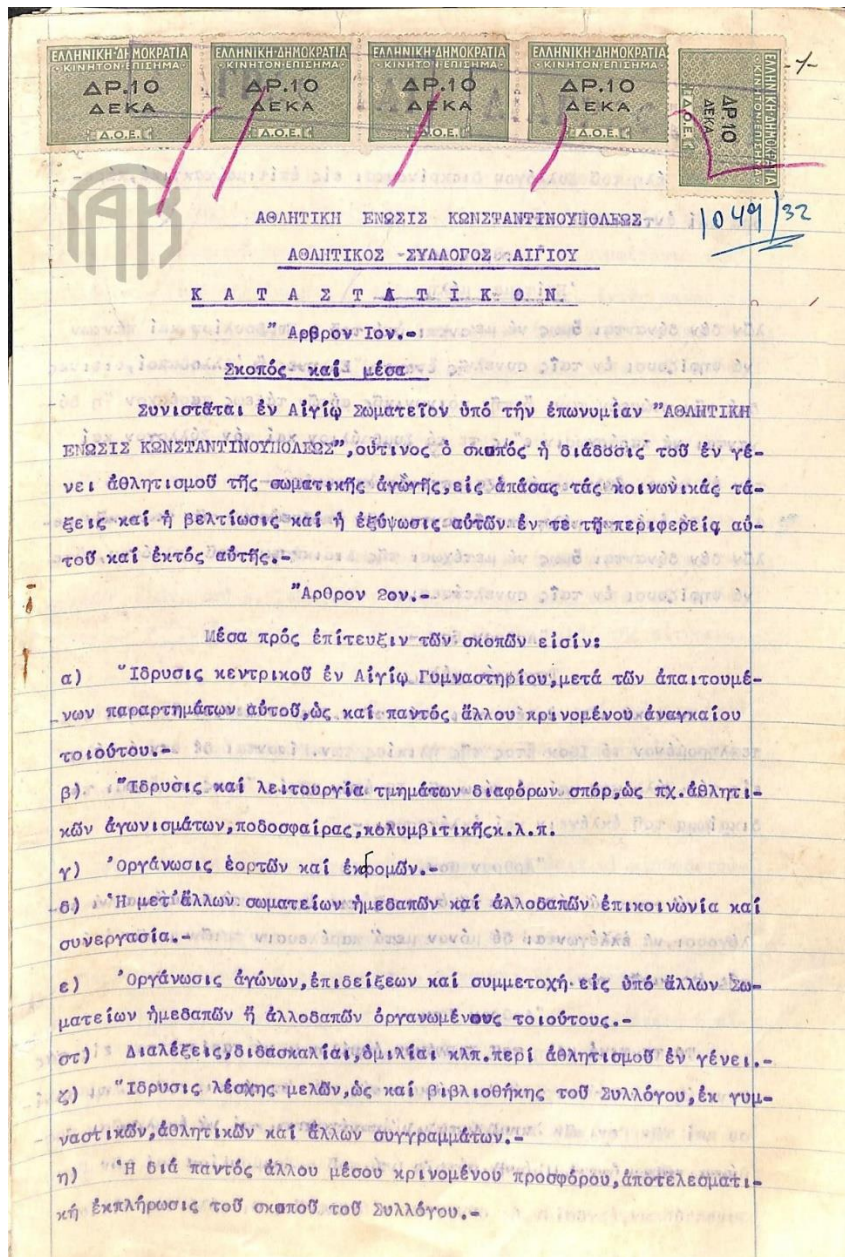 ΕΛΛΗΝΙΚΗ·ΔΗΜΟΚΡΑΤΙΑ ΕΛΛΗΝΙΚΗ·ΔΗΜΟΚΡΑΤΙΑ ΕΛΛΗΝΙΚΗ·ΔΗΜΟΚΡΑΤΙΑ ΕΛΛΗΝΙΚΗ·ΔΗΜΟΚΡΑΤΙΑ ΕΛΛΗΝΙΚΗ·ΔΗΜΟΚΡΑΤΙΑ
ΚΙΝΗΤΟΝ·ΕΠΙΣΗΜΑ ΚΙΝΗΤΟΝ·ΕΠΙΣΗΜΑ ΚΙΝΗΤΟΝ·ΕΠΙΣΗΜΑ ΚΙΝΗΤΟΝ·ΕΠΙΣΗΜΑ ΚΙΝΗΤΟΝ·ΕΠΙΣΗΜΑ
ΔΡ.10 ΔΡ.10 ΔΡ.10 ΔΡ.10 ΔΡ.10
ΔΕΚΑ ΔΕΚΑ ΔΕΚΑ ΔΕΚΑ ΔΕΚΑ
Δ.Ο.Ε. Δ.Ο.Ε. Δ.Ο.Ε. Δ.Ο.Ε. Δ.Ο.Ε.
-1-
ΓΑΚ
1049/32
ΑΘΛΗΤΙΚΗ ΕΝΩΣΙΣ ΚΩΝΣΤΑΝΤΙΝΟΥΠΟΛΕΩΣ
ΑΘΛΗΤΙΚΟΣ ΣΥΛΛΟΓΟΣ ΑΙΓΙΟΥ
Κ Α Τ Α Σ Τ Α Τ Ι Κ Ο Ν.
"Αρθρον Ιον.-
Σκοπός καί μέσα
Συνιστᾶται ἐν Αἰγίῳ Σωματεῖον ὑπό τήν ἐπωνυμίαν "ΑΘΛΗΤΙΚΗ
ΕΝΩΣΙΣ ΚΩΝΣΤΑΝΤΙΝΟΥΠΟΛΕΩΣ",οὑτινος ὁ σκοπός ἡ διάδοσις τοῦ ἐν γέ-
νει ἀθλητισμοῦ τῆς σωματικῆς ἀγωγῆς,εἰς ἁπάσας τάς κοινωνικάς τά-
ξεις καί ἡ βελτίωσις καί ἡ ἐξύψωσις αὐτῶν ἐν τε τῇ περιφερείᾳ αὐ-
τοῦ καί ἐκτός αὐτῆς.-
"Αρθρον 2ον.-
Μέσα πρός ἐπίτευξιν τῶν σκοπῶν εἰσίν:
α) "Ιδρυσις κεντρικοῦ ἐν Αἰγίῳ Γυμναστηρίου,μετά τῶν ἀπαιτουμέ-
νων παραρτημάτων αὐτοῦ,ὡς καί παντός ἄλλου κρινομένου ἀναγκαίου
τοιούτου.-
β) "Ιδρυσις καί λειτουργία τμημάτων διαφόρων σπόρ,ὡς πχ.ἀθλητι-
κῶν ἀγωνισμάτων,ποδοσφαίρας,κολυμβιτικῆςκ.λ.π.
γ) 'Οργάνωσις ἑορτῶν καί ἐκρομῶν.-
δ) 'Η μετ'ἄλλων σωματείων ἡμεδαπῶν καί ἀλλοδαπῶν ἐπικοινωνία καί
συνεργασία.-
ε) 'Οργάνωσις ἀγώνων,ἐπιδείξεων καί συμμετοχή εἰς ὑπό ἄλλων Σω-
ματείων ἡμεδαπῶν ἤ ἀλλοδαπῶν ὀργανωμένους τοιούτους.-
στ) Διαλέξεις,διδασκαλίαι,ὁμιλίαι κλπ.περί ἀθλητισμοῦ ἐν γένει.-
ζ) "Ιδρυσις λέσχης μελῶν,ὡς καί βιβλιοθήκης τοῦ Συλλόγου,ἐκ γυμ-
ναστικῶν,ἀθλητικῶν καί ἄλλων συγγραμμάτων.-
η) 'Η διά παντός ἄλλου μέσου κρινομένου προσφόρου,ἀποτελεσματι-
κή ἐκπλήρωσις τοῦ σκοποῦ τοῦ Συλλόγου.-